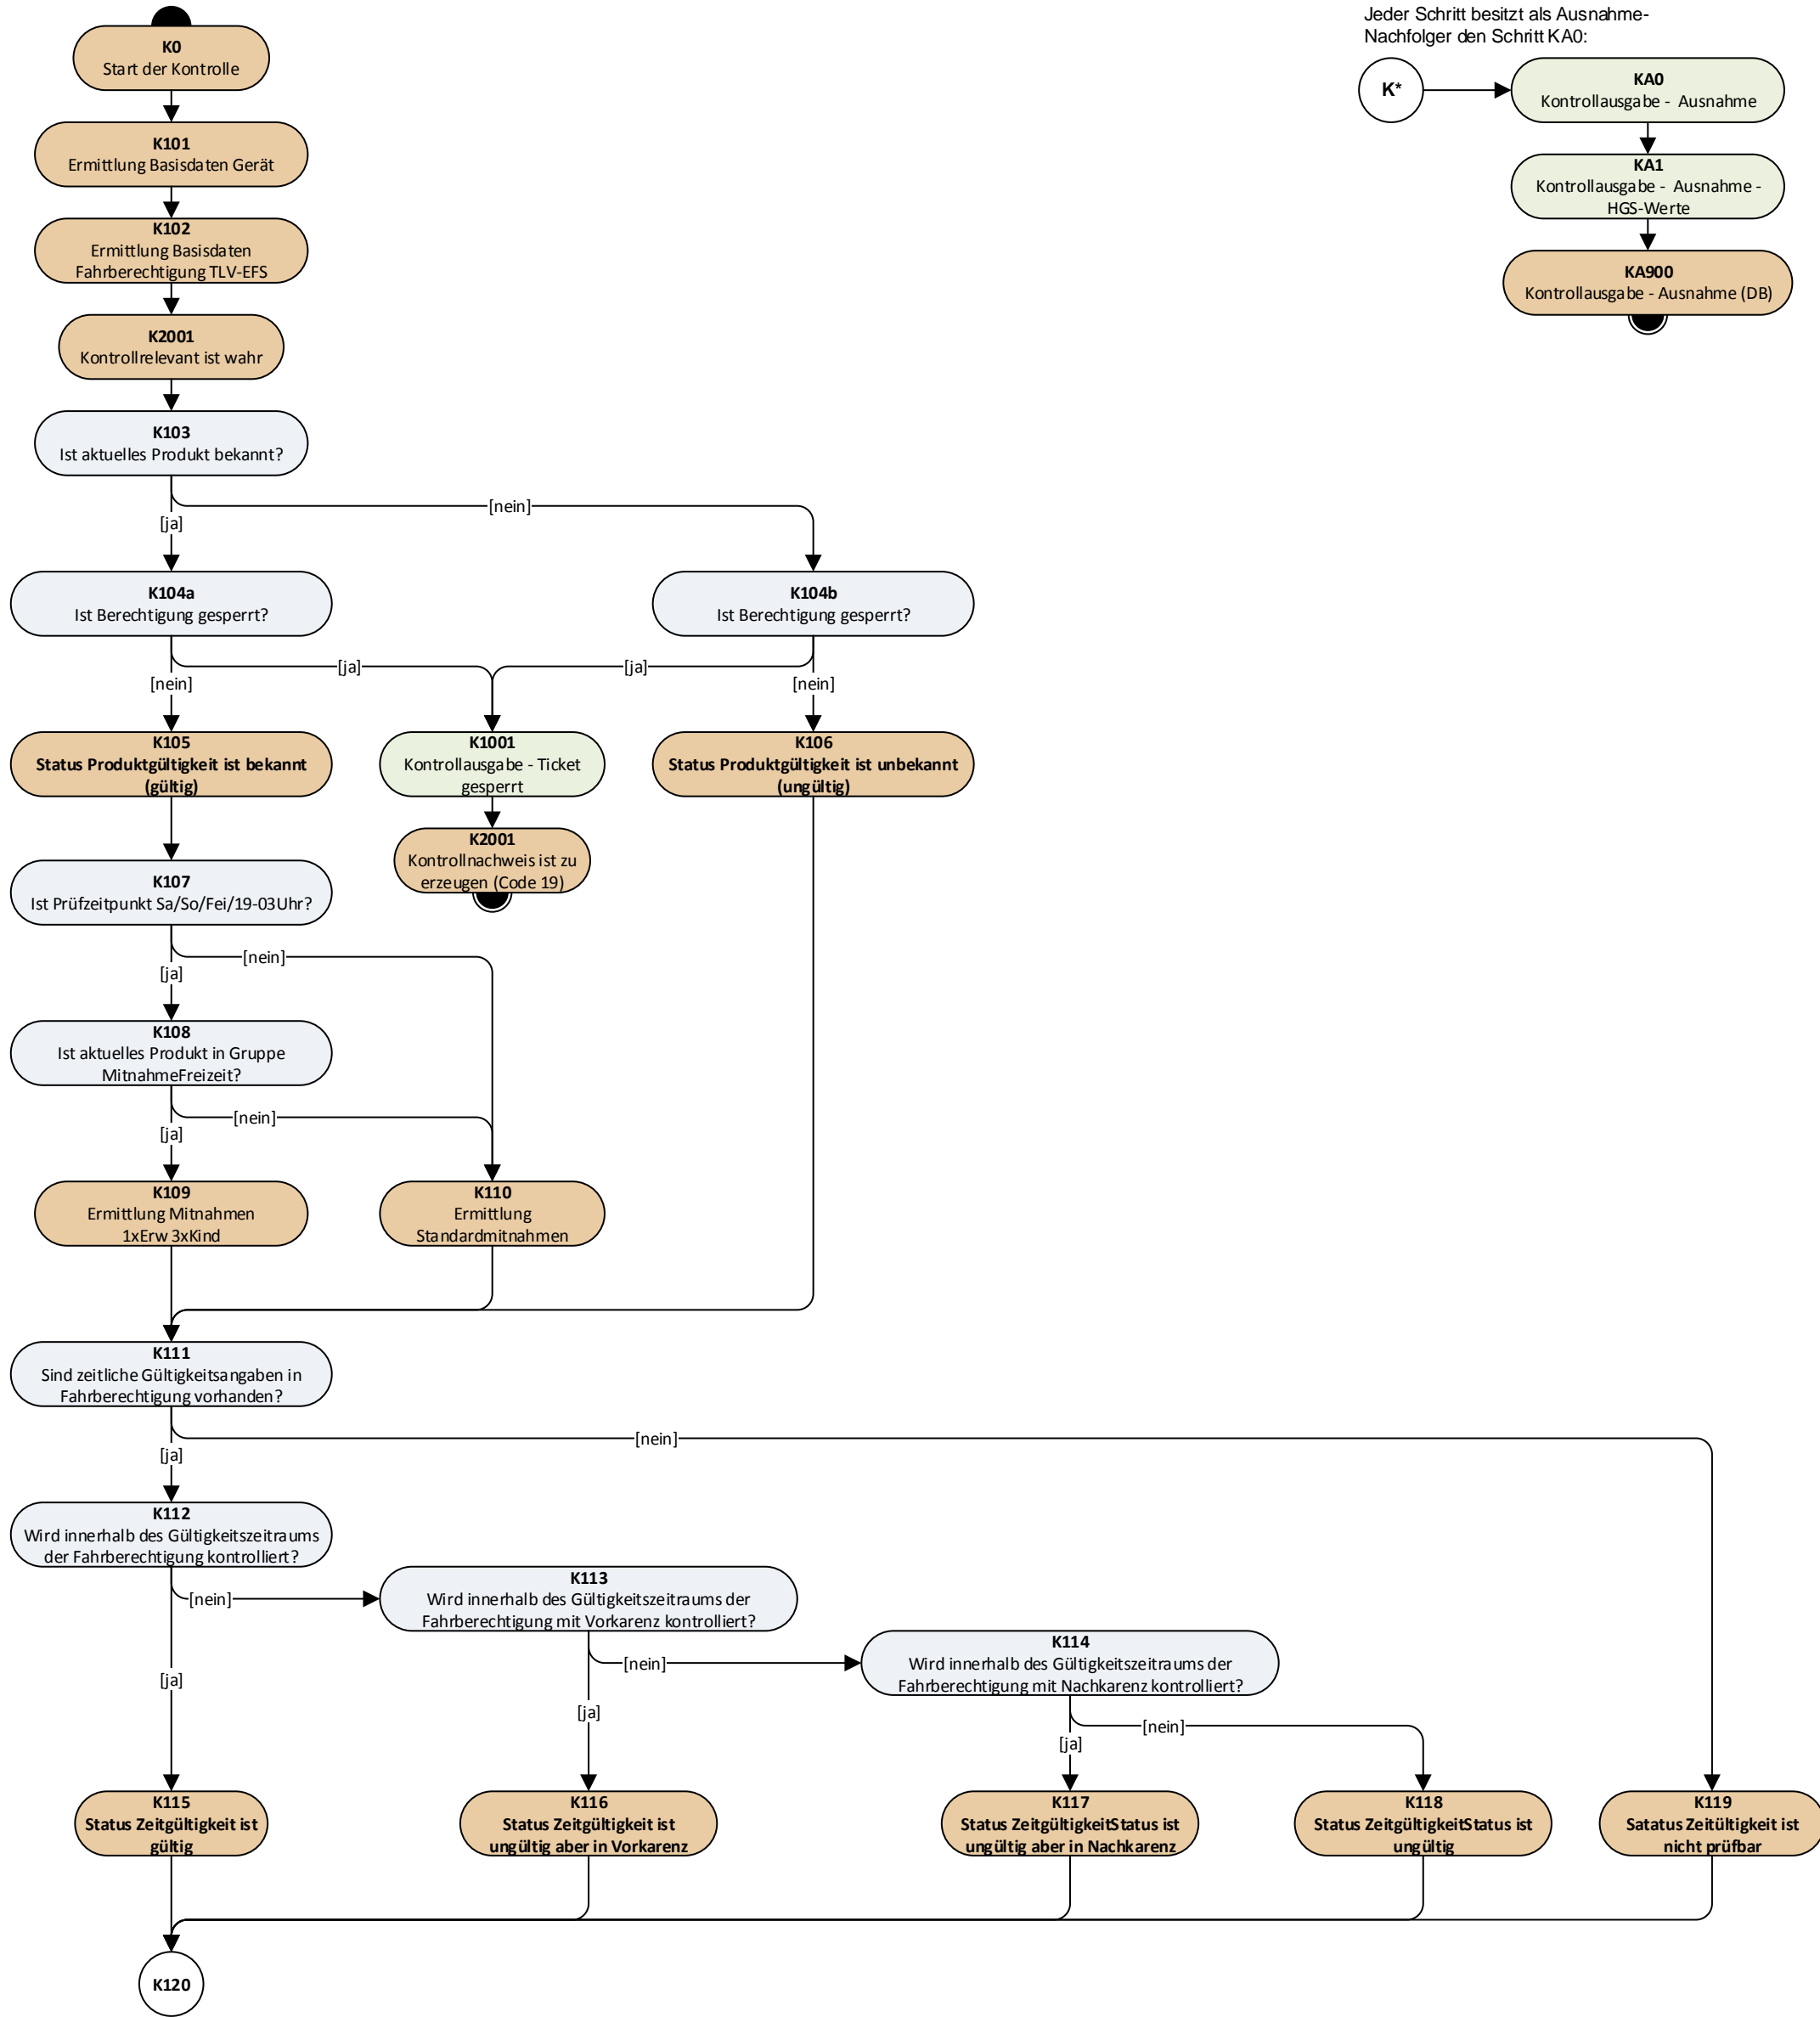 Jeder Schritt besitzt als Ausnahme-
Nachfolger den Schritt KA0:
K*
KA0
Kontrollausgabe - Ausnahme
KA1
Kontrollausgabe - Ausnahme -
HGS-Werte
KA900
Kontrollausgabe - Ausnahme (DB)
K0
Start der Kontrolle
K101
Ermittlung Basisdaten Gerät
K102
Ermittlung Basisdaten
Fahrberechtigung TLV-EFS
K2001
Kontrollrelevant ist wahr
K103
Ist aktuelles Produkt bekannt?
[nein]
[ja]
K104a
Ist Berechtigung gesperrt?
K104b
Ist Berechtigung gesperrt?
[ja]
[ja]
[nein]
[nein]
K105
Status Produktgültigkeit ist bekannt
(gültig)
K1001
Kontrollausgabe - Ticket
gesperrt
K106
Status Produktgültigkeit ist unbekannt
(ungültig)
K2001
Kontrollnachweis ist zu
erzeugen (Code 19)
K107
Ist Prüfzeitpunkt Sa/So/Fei/19-03Uhr?
[nein]
[ja]
K108
Ist aktuelles Produkt in Gruppe
MitnahmeFreizeit?
[nein]
[ja]
K109
Ermittlung Mitnahmen
1xErw 3xKind
K110
Ermittlung
Standardmitnahmen
K111
Sind zeitliche Gültigkeitsangaben in
Fahrberechtigung vorhanden?
[nein]
[ja]
K112
Wird innerhalb des Gültigkeitszeitraums
der Fahrberechtigung kontrolliert?
[nein]
K113
Wird innerhalb des Gültigkeitszeitraums der
Fahrberechtigung mit Vorkarenz kontrolliert?
[nein]
K114
Wird innerhalb des Gültigkeitszeitraums der
Fahrberechtigung mit Nachkarenz kontrolliert?
[ja]
[ja]
[nein]
[ja]
K115
Status Zeitgültigkeit ist
gültig
K116
Status Zeitgültigkeit ist
ungültig aber in Vorkarenz
K117
Status ZeitgültigkeitStatus ist
ungültig aber in Nachkarenz
K118
Status ZeitgültigkeitStatus ist
ungültig
K119
Satatus Zeitültigkeit ist
nicht prüfbar
K120